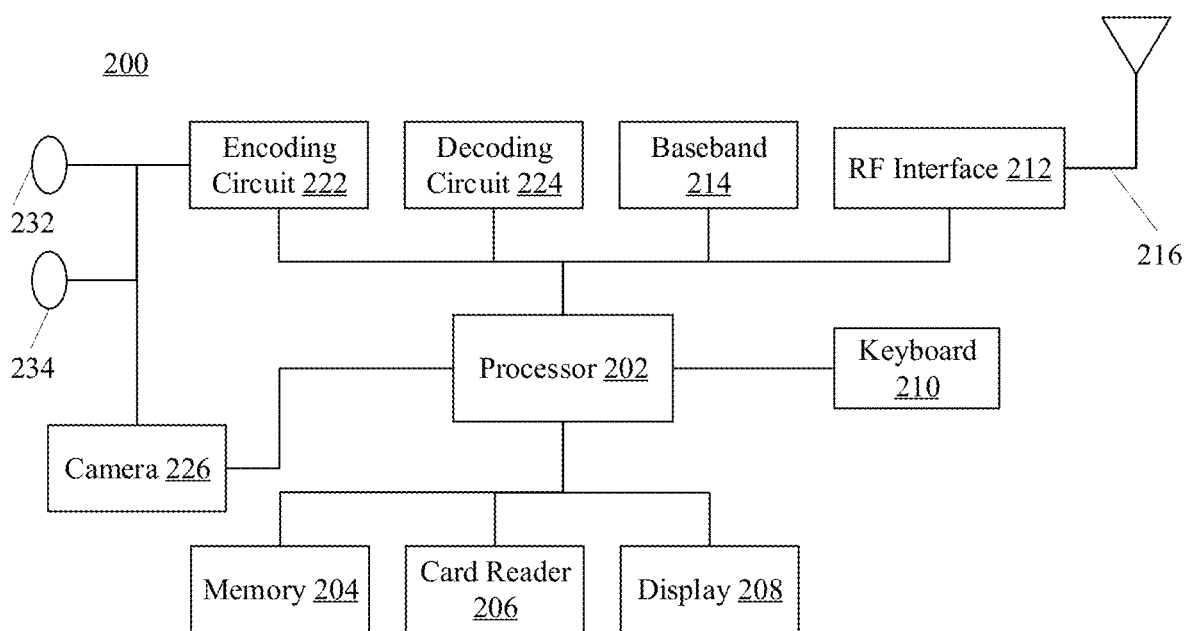 200
Encoding
Circuit 222
Decoding
Circuit 224
Baseband
214
RF Interface 212
232
216
234
Processor 202
Keyboard
210
Camera 226
Memory 204
Card Reader
206
Display 208